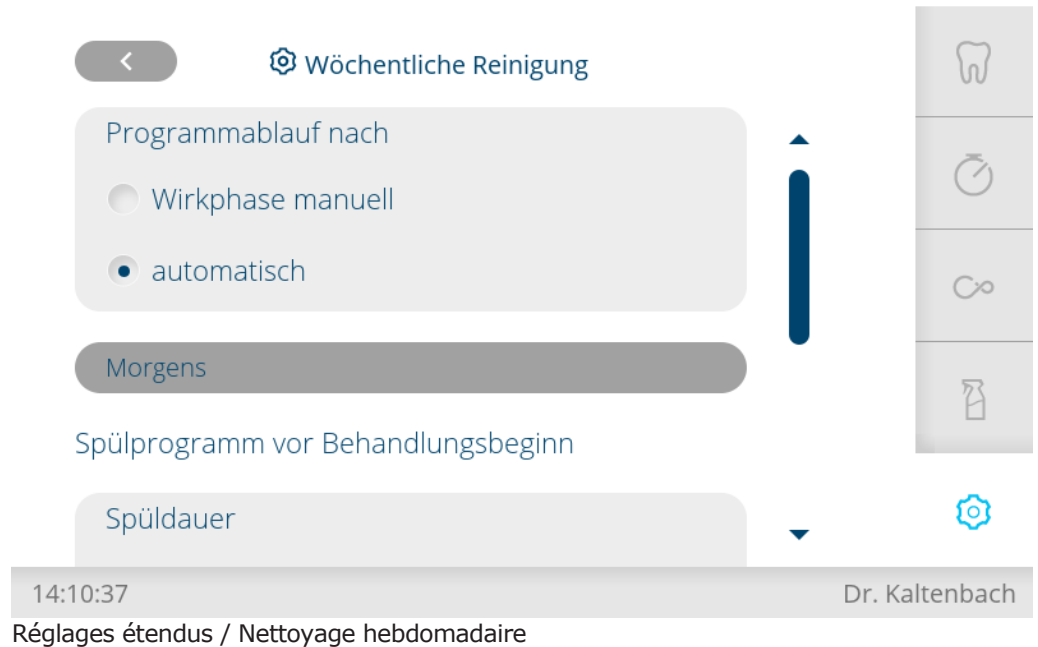 Wöchentliche Reinigung
Programmablauf nach
Wirkphase manuell
automatisch
Morgens
Spülprogramm vor Behandlungsbeginn
Spüldauer
14:10:37 Dr. Kaltenbach
Réglages étendus / Nettoyage hebdomadaire